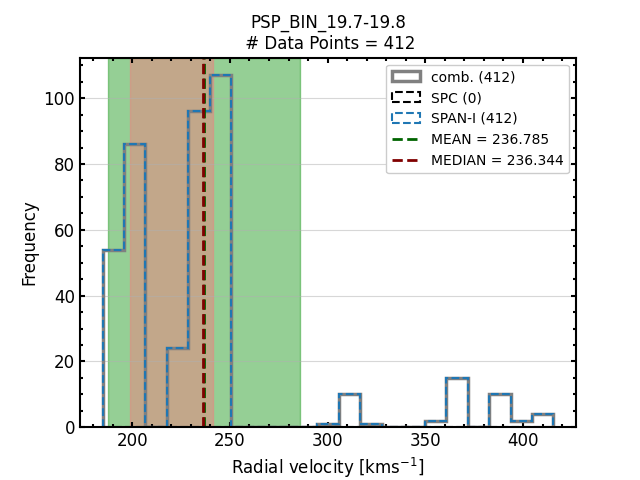 PSP_BIN_19.7-19.8
# Data Points = 412
comb. (412)
SPC (0)
SPAN-I (412)
MEAN = 236.785
MEDIAN = 236.344
Frequency
100
80
60
40
20
0
200 250 300 350 400
Radial velocity [kms⁻¹]